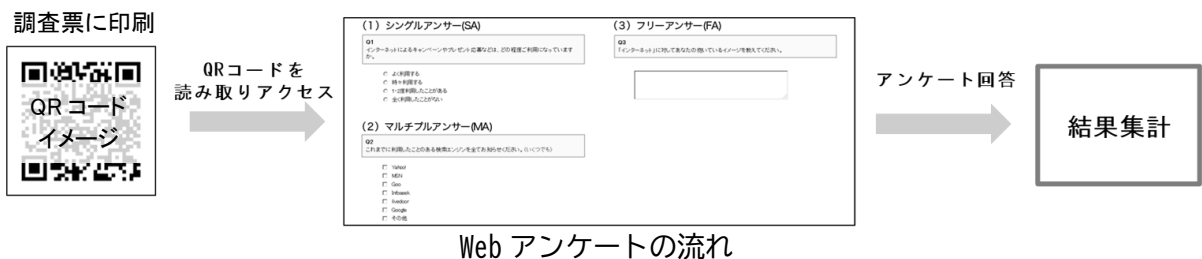 調査票に印刷
QRコード
イメージ
QRコードを
読み取りアクセス
(1) シングルアンサー(SA)
Q1
インターネットによるキャンペーンやプレゼント応募などは、どの程度ご利用になっています
か。
よく利用する
時々利用する
1-2度利用したことがある
全く利用したことがない
(2) マルチプルアンサー(MA)
Q2
これまでに利用したことのある検索エンジンを全てお知らせください。(いくつでも)
Yahoo!
MSN
Goo
Infoseek
livedoor
Google
その他
(3) フリーアンサー(FA)
Q3
「インターネット」に対してあなたの抱いているイメージを教えてください。
アンケート回答
結果集計
Web アンケートの流れ